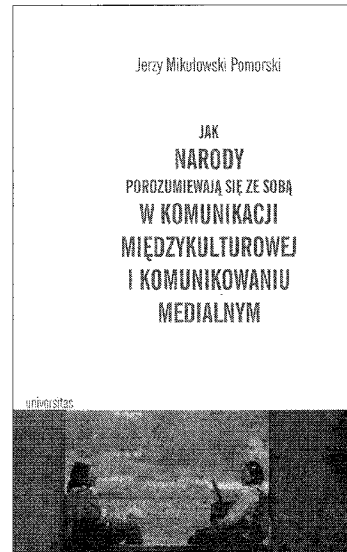 Jerzy Mikułowski Pomorski
JAK
NARODY
POROZUMIEWAJĄ SIĘ ZE SOBĄ
W KOMUNIKACJI
MIĘDZYKULTUROWEJ
I KOMUNIKOWANIU
MEDIALNYM
universitas